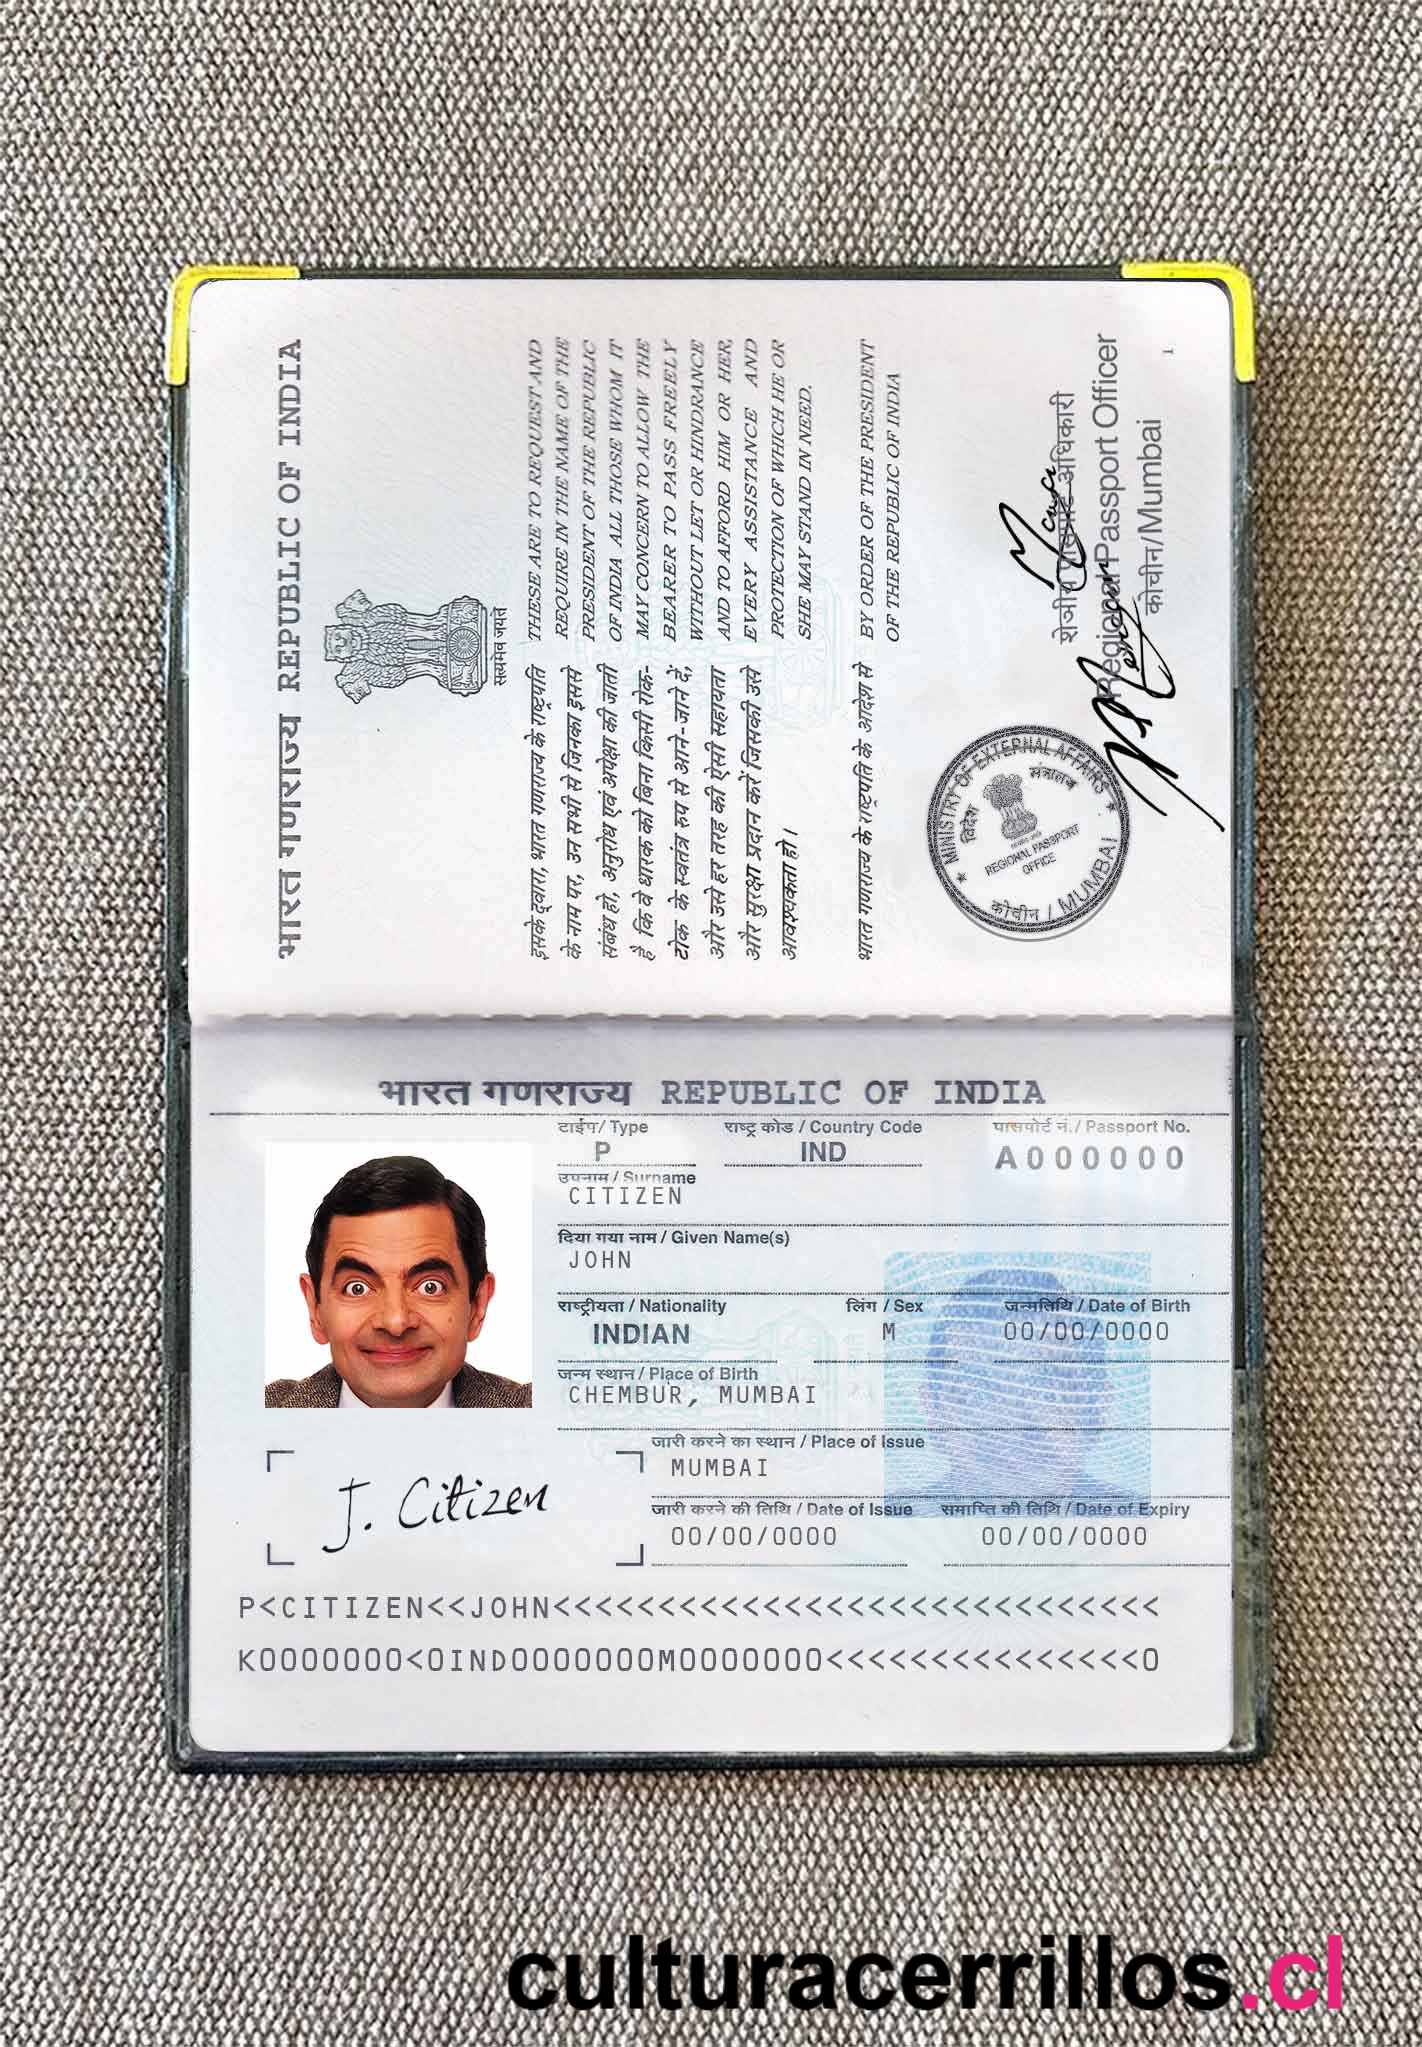 भारत गणराज्य REPUBLIC OF INDIA
सत्यमेव जयते
इसके द्वारा, भारत गणराज्य के राष्ट्रपति
के नाम पर, उन सभी से जिनका इससे
संबंध हो, अनुरोध एवं अपेक्षा की जाती
है कि वे धारक को बिना किसी रोक-
टोक के स्वतंत्र रुप से आने-जाने दें,
और उसे हर तरह की ऐसी सहायता
और सुरक्षा प्रदान करें जिसकी उसे
आवश्यकता हो।
THESE ARE TO REQUEST AND
REQUIRE IN THE NAME OF THE
PRESIDENT OF THE REPUBLIC
OF INDIA ALL THOSE WHOM IT
MAY CONCERN TO ALLOW THE
BEARER TO PASS FREELY
WITHOUT LET OR HINDRANCE
AND TO AFFORD HIM OR HER,
EVERY ASSISTANCE AND
PROTECTION OF WHICH HE OR
SHE MAY STAND IN NEED.
भारत गणराज्य के राष्ट्रपति के आदेश से
BY ORDER OF THE PRESIDENT
OF THE REPUBLIC OF INDIA
MINISTRY OF EXTERNAL AFFAIRS
विदेश मंत्रालय
REGIONAL PASSPORT
OFFICE
कोचीन / MUMBAI
अधिकारी
Regional Passport Officer
कोचीन/Mumbai
1
भारत गणराज्य REPUBLIC OF INDIA
टाईप/ Type राष्ट्र कोड / Country Code पासपोर्ट नं./ Passport No.
P IND A000000
उपनाम / Surname
CITIZEN
दिया गया नाम / Given Name(s)
JOHN
राष्ट्रीयता / Nationality लिंग / Sex जन्मतिथि / Date of Birth
INDIAN M 00/00/0000
जन्म स्थान / Place of Birth
CHEMBUR, MUMBAI
जारी करने का स्थान / Place of Issue
MUMBAI
जारी करने की तिथि / Date of Issue समाप्ति की तिथि / Date of Expiry
00/00/0000 00/00/0000
J. Citizen
P<CITIZEN<<JOHN<<<<<<<<<<<<<<<<<<<<<<<<<<<<<
K0000000<0IND0000000M0000000<<<<<<<<<<<<<<<0
culturacerrillos.cl